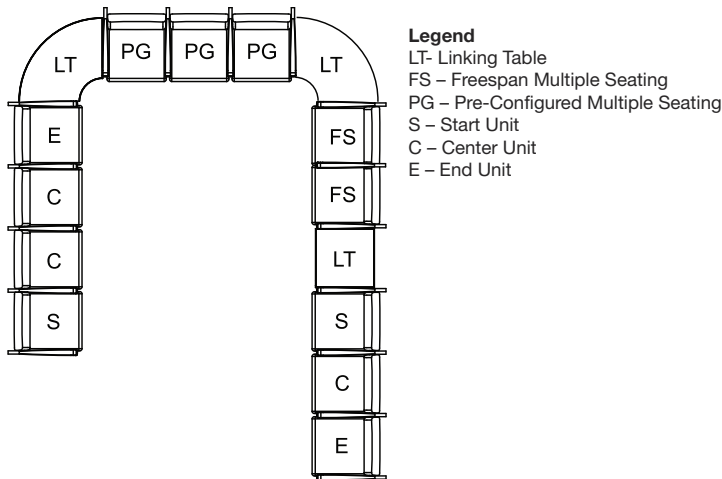 LT
PG
PG
PG
LT
E
C
C
S
FS
FS
LT
S
C
E
Legend
LT- Linking Table
FS – Freespan Multiple Seating
PG – Pre-Configured Multiple Seating
S – Start Unit
C – Center Unit
E – End Unit